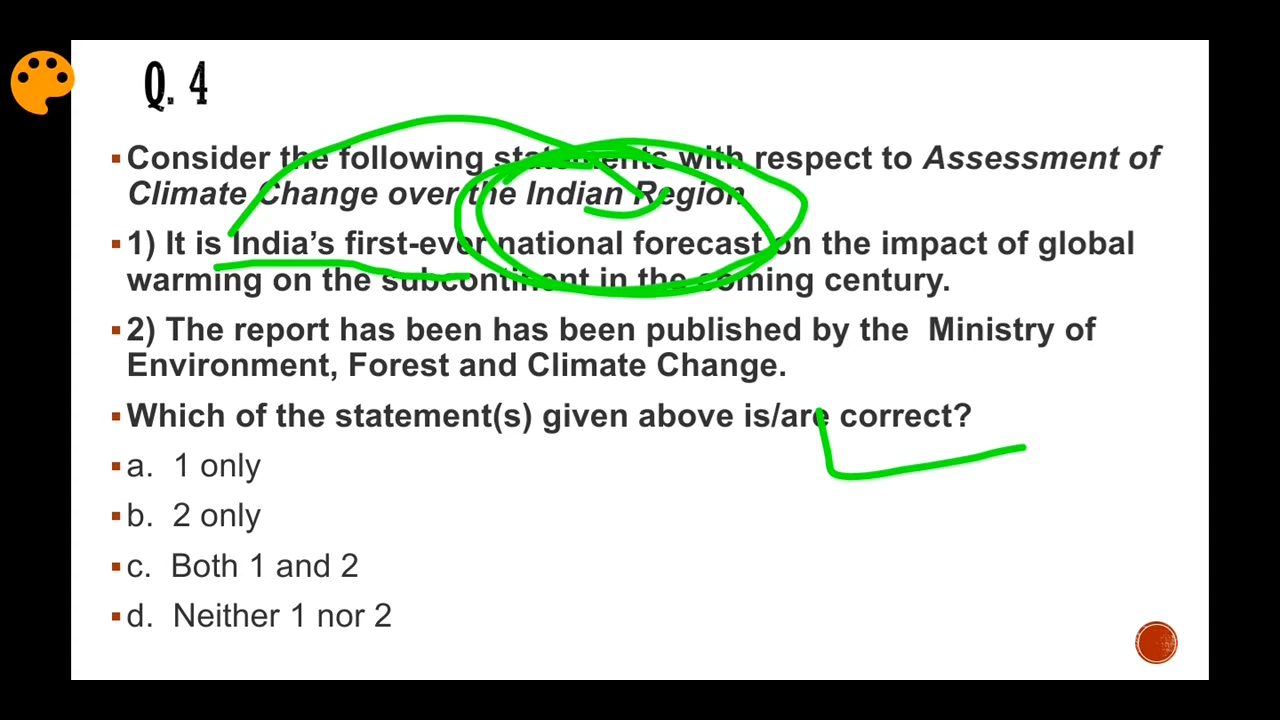 Q. 4
Consider the following statements with respect to Assessment of
Climate Change over the Indian Region
1) It is India's first-ever national forecast on the impact of global
warming on the subcontinent in the coming century.
2) The report has been has been published by the Ministry of
Environment, Forest and Climate Change.
Which of the statement(s) given above is/are correct?
a. 1 only
b. 2 only
c. Both 1 and 2
d. Neither 1 nor 2